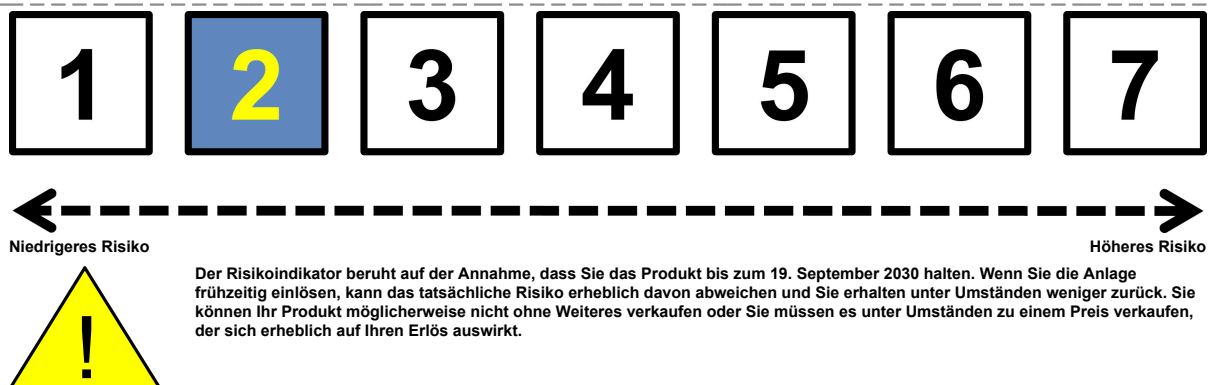 1 2 3 4 5 6 7
Niedrigeres Risiko Höheres Risiko
Der Risikoindikator beruht auf der Annahme, dass Sie das Produkt bis zum 19. September 2030 halten. Wenn Sie die Anlage
frühzeitig einlösen, kann das tatsächliche Risiko erheblich davon abweichen und Sie erhalten unter Umständen weniger zurück. Sie
können Ihr Produkt möglicherweise nicht ohne Weiteres verkaufen oder Sie müssen es unter Umständen zu einem Preis verkaufen,
der sich erheblich auf Ihren Erlös auswirkt.
!